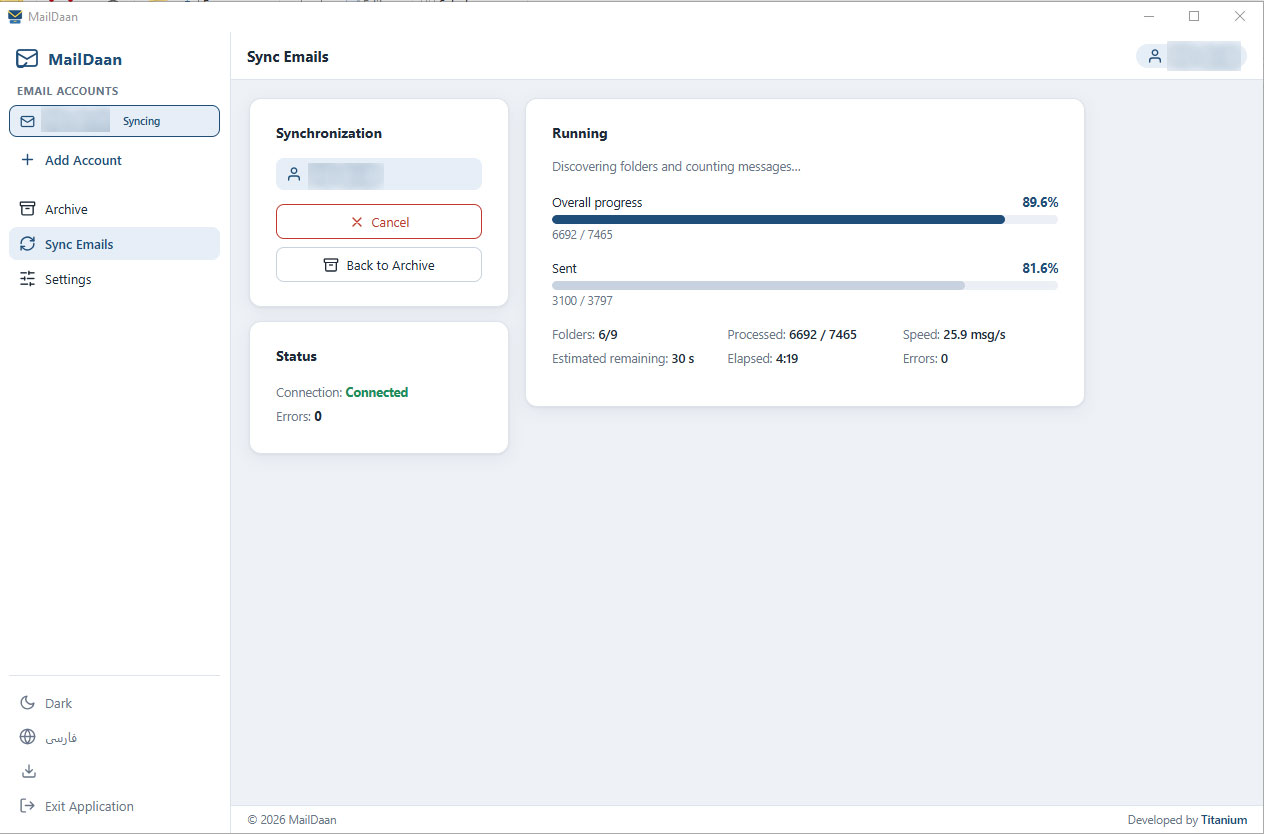 MailDaan
MailDaan
EMAIL ACCOUNTS
Syncing
Add Account
Archive
Sync Emails
Settings
Dark
فارسی
Exit Application
Sync Emails
Synchronization
Cancel
Back to Archive
Status
Connection: Connected
Errors: 0
Running
Discovering folders and counting messages...
Overall progress 89.6%
6692 / 7465
Sent 81.6%
3100 / 3797
Folders: 6/9 Processed: 6692 / 7465 Speed: 25.9 msg/s
Estimated remaining: 30 s Elapsed: 4:19 Errors: 0
© 2026 MailDaan
Developed by Titanium